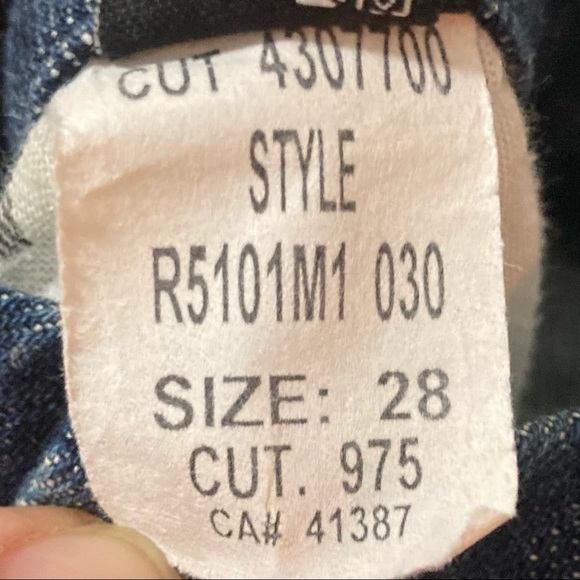 CUT 4307700
STYLE
R5101M1 030
SIZE: 28
CUT. 975
CA# 41387